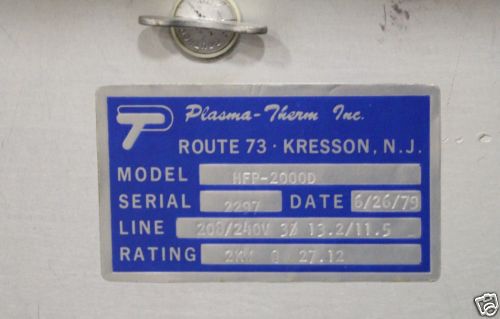 Plasma-Therm Inc.
ROUTE 73 · KRESSON, N.J.
MODEL HFP-2000D
SERIAL 2297 DATE 6/26/79
LINE 208/240V 3Ø 13.2/11.5
RATING 2KW @ 27.12
ebay